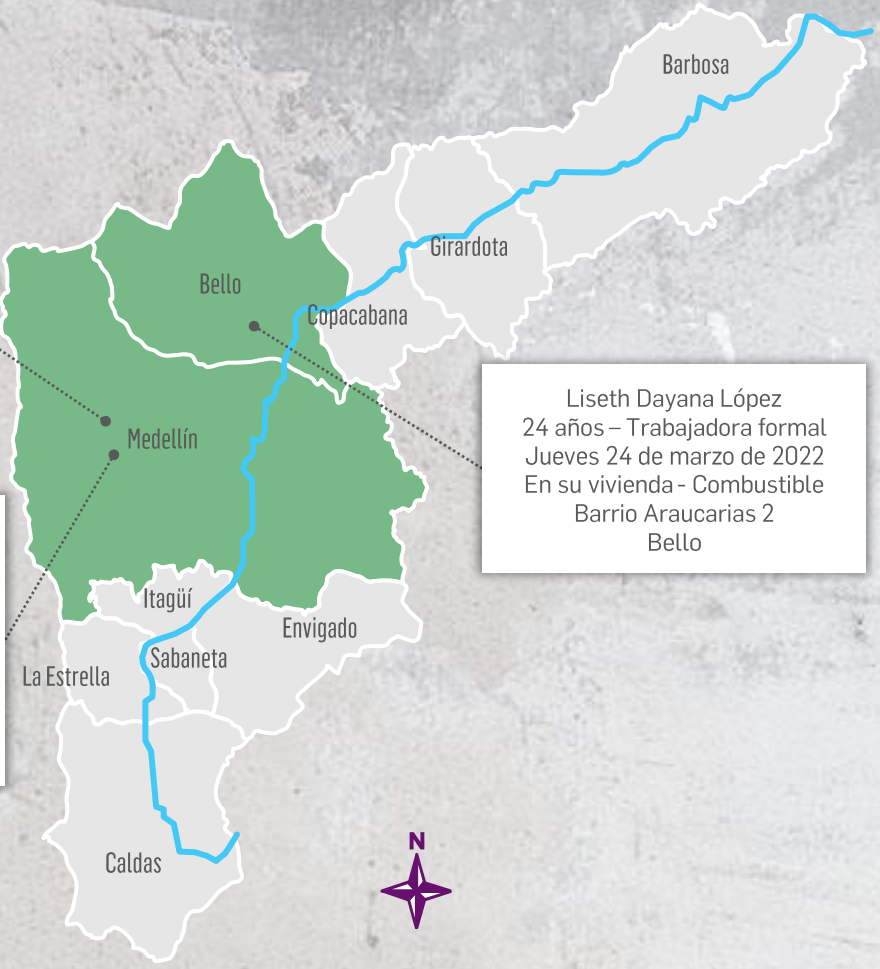 Barbosa
Girardota
Bello
Copacabana
Liseth Dayana López
24 años – Trabajadora formal
Jueves 24 de marzo de 2022
En su vivienda - Combustible
Barrio Araucarias 2
Bello
Medellín
Itagüí
Envigado
Sabaneta
La Estrella
Caldas
N